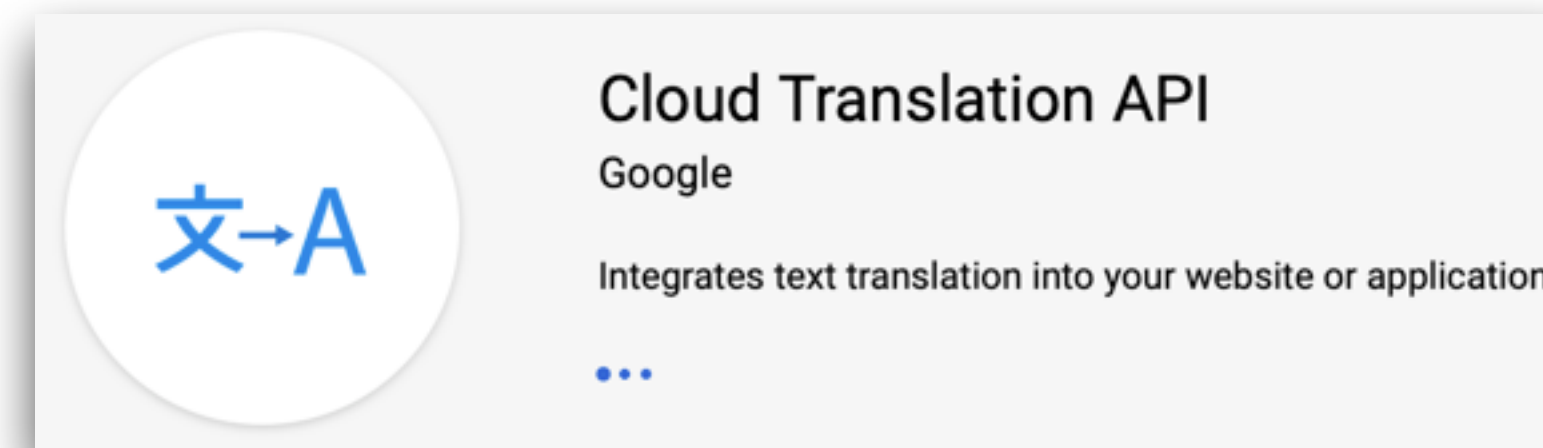 文→A
Cloud Translation API
Google
Integrates text translation into your website or application